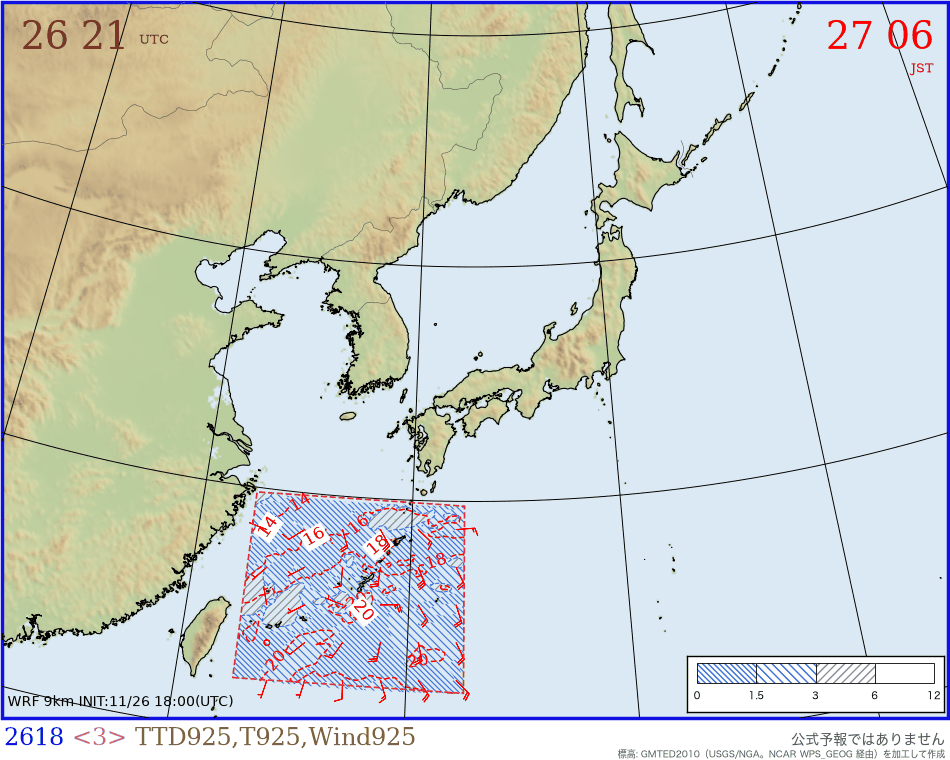 26 21 UTC
27 06
JST
14
14
16
16
18
18
20
20
20
0 1.5 3 6 12
WRF 9km INIT:11/26 18:00(UTC)
2618 <3> TTD925,T925,Wind925
公式予報ではありません
標高: GMTED2010（USGS/NGA。NCAR WPS_GEOG 経由）を加工して作成